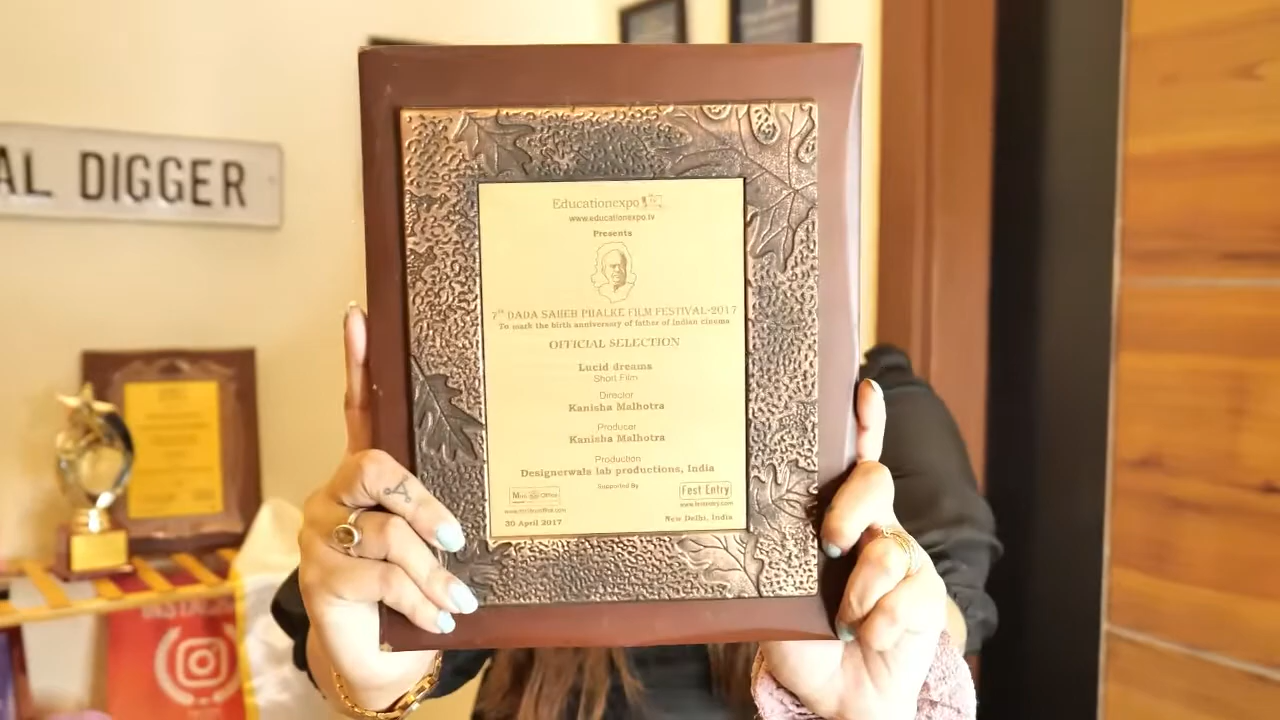 AL DIGGER
Educationexpo
www.educationexpo.tv
Presents
7th DADA SAHEB PHALKE FILM FESTIVAL-2017
To mark the birth anniversary of father of Indian cinema
OFFICIAL SELECTION
Lucid dreams
Short Film
Director
Kanisha Malhotra
Producer
Kanisha Malhotra
Production
Designerwals lab productions, India
Supported By
Office
Fest Entry
30 April 2017
New Delhi, India